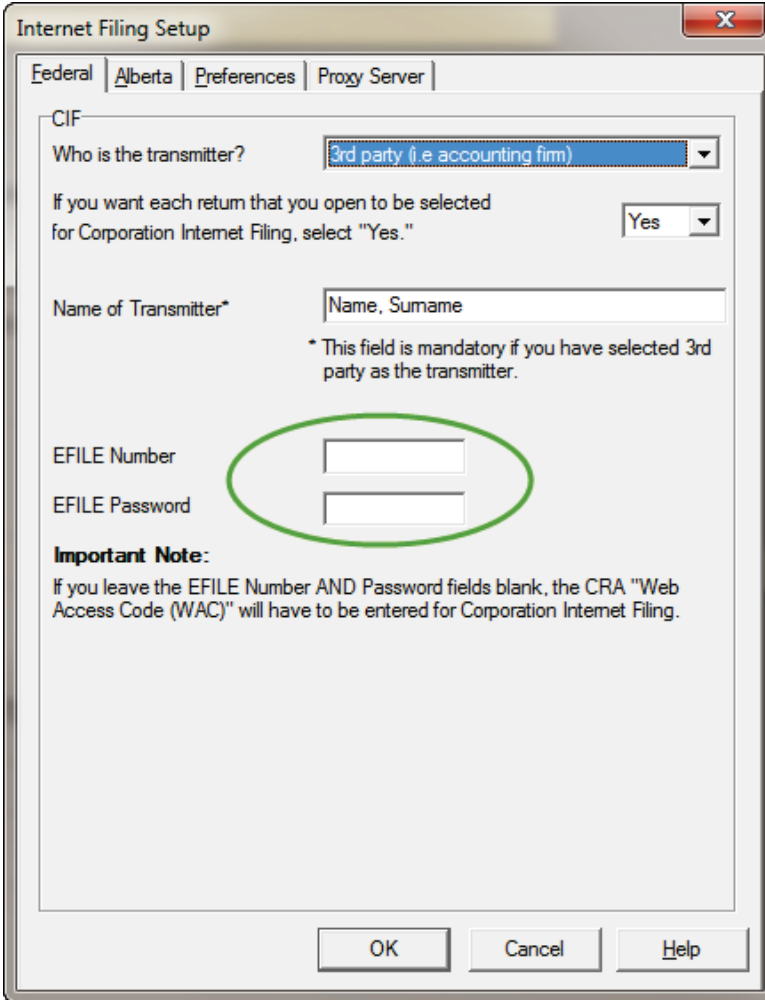 Internet Filing Setup
Federal Alberta Preferences Proxy Server
CIF
Who is the transmitter? 3rd party (i.e accounting firm)
If you want each return that you open to be selected
for Corporation Internet Filing, select "Yes." Yes
Name of Transmitter* Name, Surname
* This field is mandatory if you have selected 3rd
party as the transmitter.
EFILE Number
EFILE Password
Important Note:
If you leave the EFILE Number AND Password fields blank, the CRA "Web
Access Code (WAC)" will have to be entered for Corporation Internet Filing.
OK Cancel Help